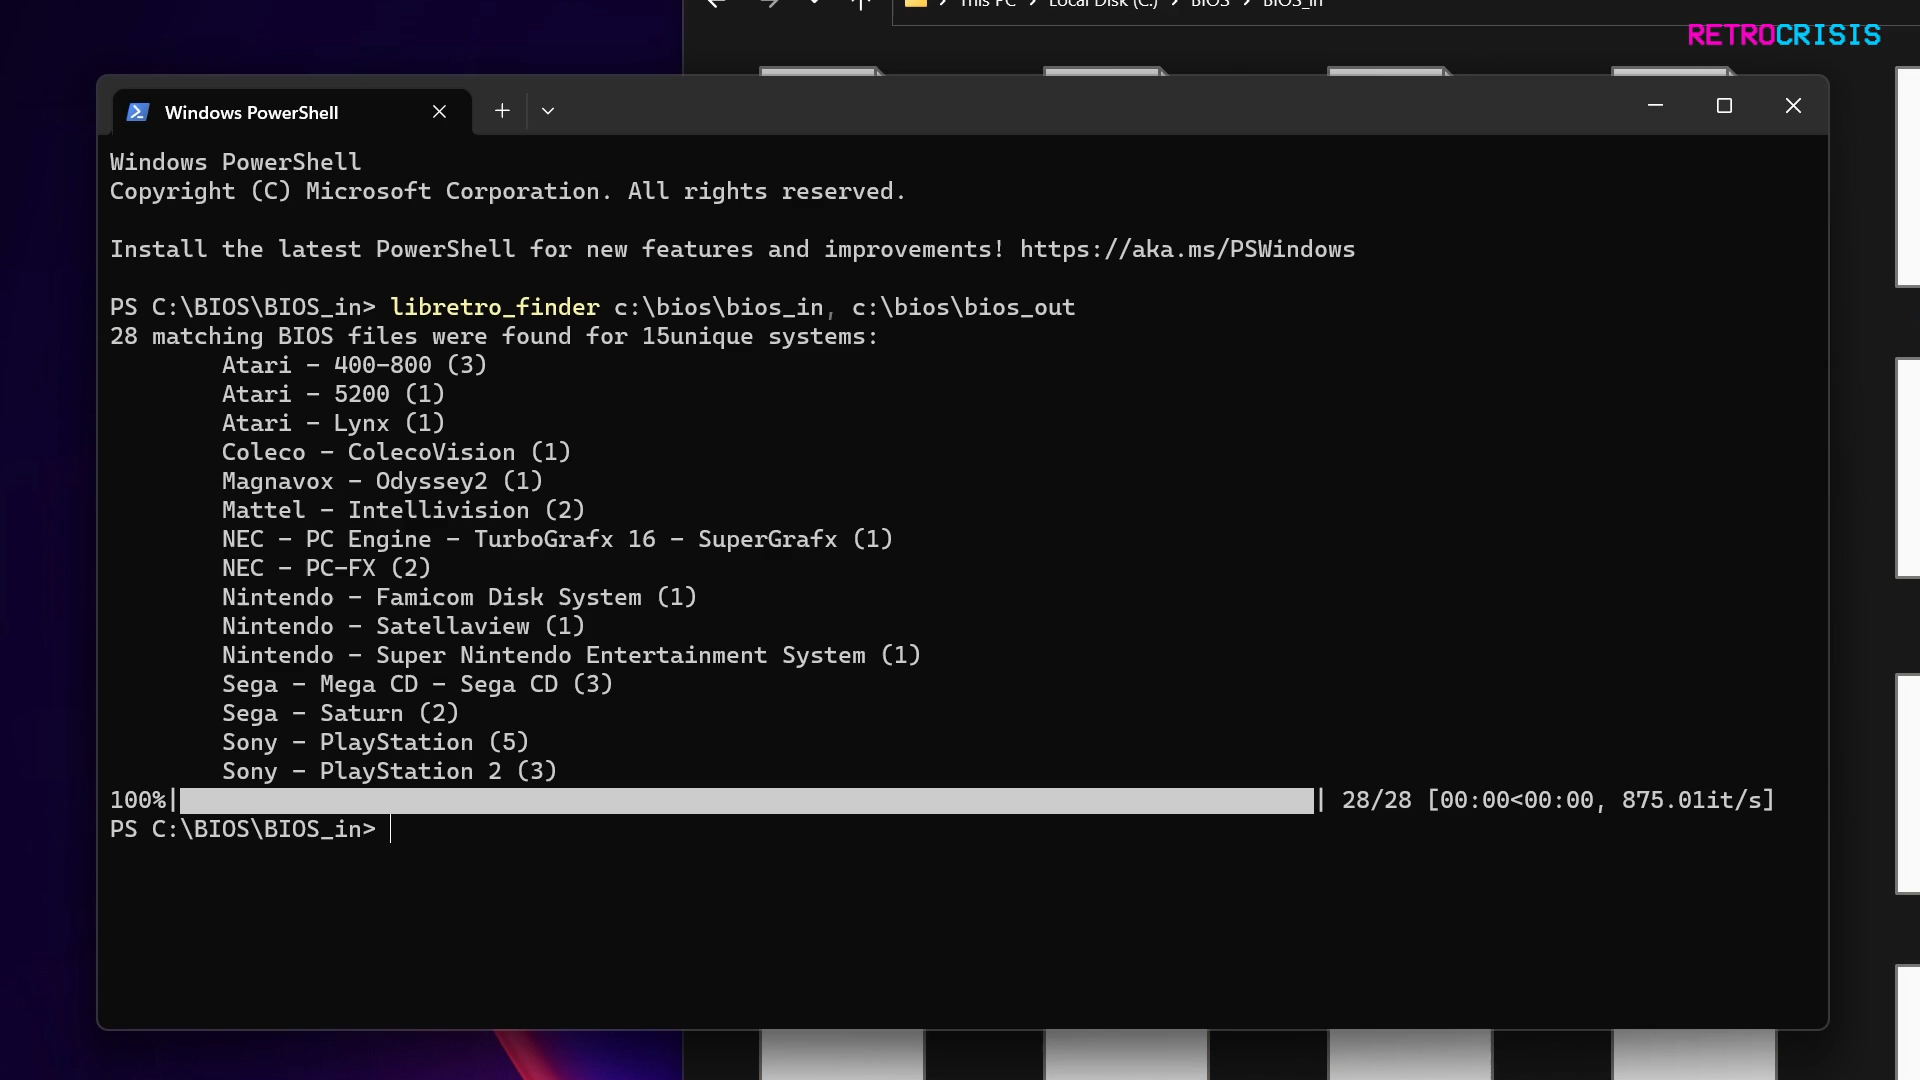 This PC > Local Disk (C:) > BIOS > BIOS_in
RETROCRISIS
Windows PowerShell
Windows PowerShell
Copyright (C) Microsoft Corporation. All rights reserved.
Install the latest PowerShell for new features and improvements! https://aka.ms/PSWindows
PS C:\BIOS\BIOS_in> libretro_finder c:\bios\bios_in, c:\bios\bios_out
28 matching BIOS files were found for 15unique systems:
Atari - 400-800 (3)
Atari - 5200 (1)
Atari - Lynx (1)
Coleco - ColecoVision (1)
Magnavox - Odyssey2 (1)
Mattel - Intellivision (2)
NEC - PC Engine - TurboGrafx 16 - SuperGrafx (1)
NEC - PC-FX (2)
Nintendo - Famicom Disk System (1)
Nintendo - Satellaview (1)
Nintendo - Super Nintendo Entertainment System (1)
Sega - Mega CD - Sega CD (3)
Sega - Saturn (2)
Sony - PlayStation (5)
Sony - PlayStation 2 (3)
100%| | 28/28 [00:00<00:00, 875.01it/s]
PS C:\BIOS\BIOS_in>